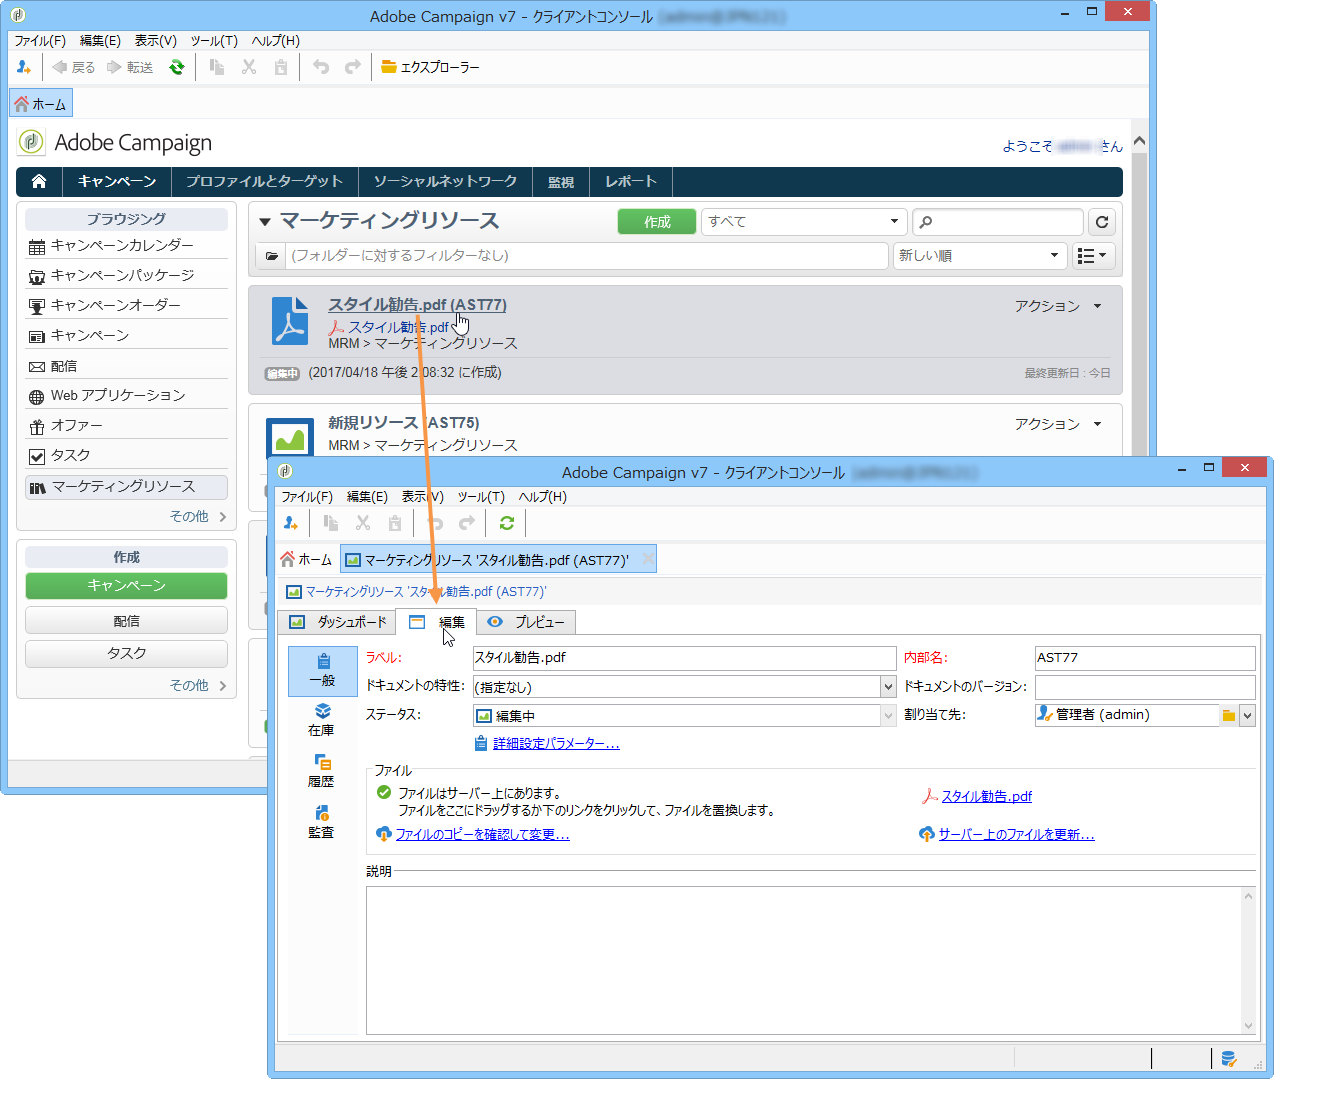 Adobe Campaign v7 - クライアントコンソール
ファイル(F) 編集(E) 表示(V) ツール(T) ヘルプ(H)
戻る 転送 エクスプローラー
ホーム
Adobe Campaign
ようこそ さん
キャンペーン プロファイルとターゲット ソーシャルネットワーク 監視 レポート
ブラウジング
キャンペーンカレンダー
キャンペーンパッケージ
キャンペーンオーダー
キャンペーン
配信
Web アプリケーション
オファー
タスク
マーケティングリソース
その他
作成
キャンペーン
配信
タスク
その他
マーケティングリソース 作成 すべて
(フォルダーに対するフィルターなし) 新しい順
スタイル勧告.pdf (AST77) アクション
スタイル勧告.pdf
MRM > マーケティングリソース
編集中 (2017/04/18 午後 2:08:32 に作成) 最終更新日 : 今日
新規リソース (AST75) アクション
MRM > マーケティングリソース
Adobe Campaign v7 - クライアントコンソール
ファイル(F) 編集(E) 表示(V) ツール(T) ヘルプ(H)
ホーム マーケティングリソース 'スタイル勧告.pdf (AST77)'
マーケティングリソース 'スタイル勧告.pdf (AST77)'
ダッシュボード 編集 プレビュー
一般
在庫
履歴
監査
ラベル: スタイル勧告.pdf 内部名: AST77
ドキュメントの特性: (指定なし) ドキュメントのバージョン:
ステータス: 編集中 割り当て先: 管理者 (admin)
詳細設定パラメーター...
ファイル
ファイルはサーバー上にあります。 スタイル勧告.pdf
ファイルをここにドラッグするか下のリンクをクリックして、ファイルを置換します。
ファイルのコピーを確認して変更... サーバー上のファイルを更新...
説明